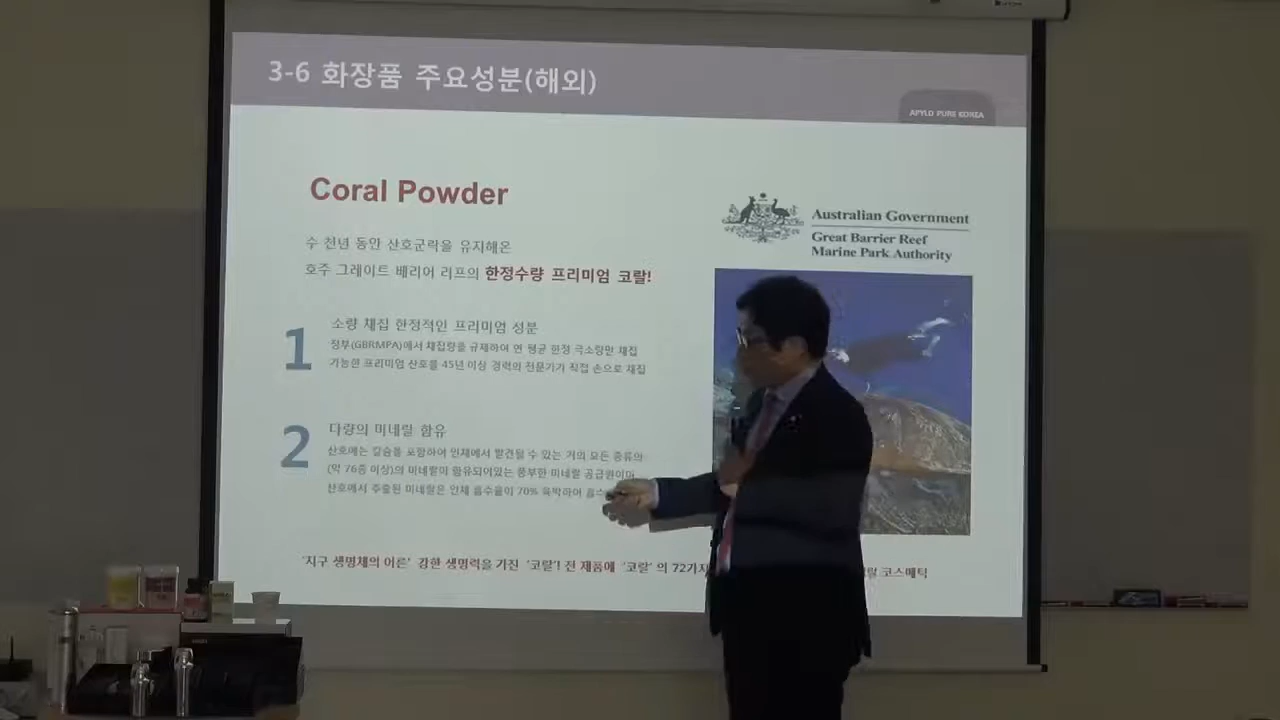 3-6 화장품 주요성분(해외)
APYLD PURE KOREA
Coral Powder
수 천년 동안 산호군락을 유지해온
호주 그레이트 배리어 리프의 한정수량 프리미엄 코랄!
Australian Government
Great Barrier Reef
Marine Park Authority
1
소량 채집 한정적인 프리미엄 성분
정부(GBRMPA)에서 채집량을 규제하여 연 평균 한정 극소량만 채집
가능한 프리미엄 산호를 45년 이상 경력의 전문가가 직접 손으로 채집
2
다량의 미네랄 함유
산호에는 칼슘을 포함하여 인체에서 발견될 수 있는 거의 모든 종류의
(약 76종 이상)의 미네랄이 함유되어있는 풍부한 미네랄 공급원이며
산호에서 추출된 미네랄은 인체 흡수율이 70% 육박하여
'지구 생명체의 이론' 강한 생명력을 가진 '코랄'! 전 제품에 '코랄' 의 72가지 코스메틱